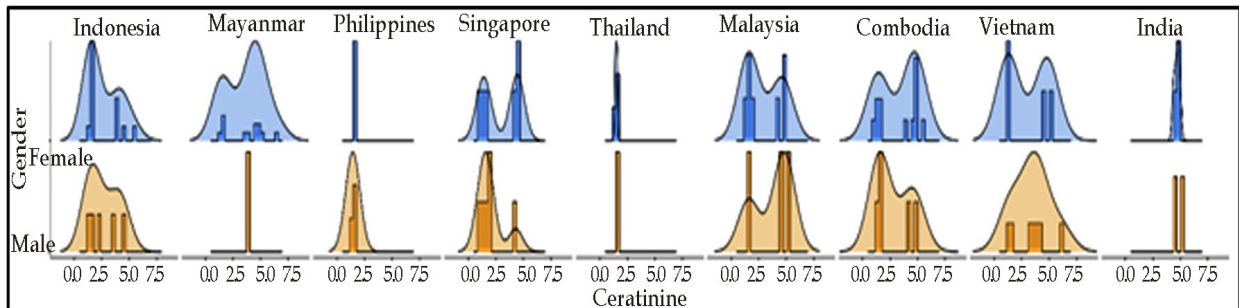 Indonesia Mayanmar Philippines Singapore Thailand Malaysia Combodia Vietnam India
Gender
Female
Male
0.0 2.5 5.0 7.5 0.0 2.5 5.0 7.5 0.0 2.5 5.0 7.5 0.0 2.5 5.0 7.5 0.0 2.5 5.0 7.5 0.0 2.5 5.0 7.5 0.0 2.5 5.0 7.5 0.0 2.5 5.0 7.5 0.0 2.5 5.0 7.5
Ceratinine